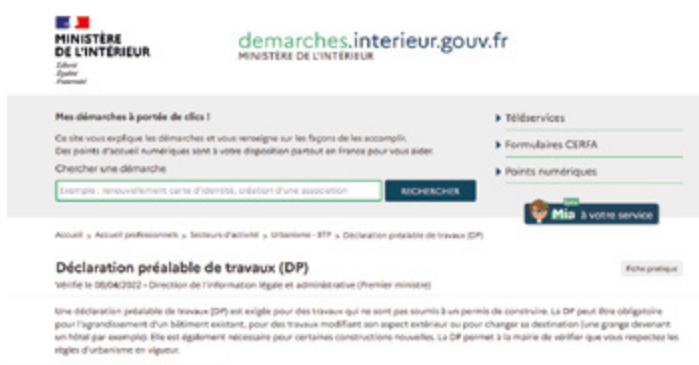 MINISTÈRE
DE L'INTÉRIEUR
Liberté
Égalité
Fraternité
demarches.interieur.gouv.fr
MINISTÈRE DE L'INTÉRIEUR
Mes démarches à portée de clics !
Ce site vous explique les démarches et vous renseigne sur les façons de les accomplir.
Des points d'accueil numériques sont à votre disposition partout en France pour vous aider.
Chercher une démarche
Exemple : renouvellement carte d'identité, création d'une association
RECHERCHER
Téléservices
Formulaires CERFA
Points numériques
Mia à votre service
Accueil > Accueil professionnels > Secteurs d'activité > Urbanisme - BTP > Déclaration préalable de travaux (DP)
Déclaration préalable de travaux (DP)
Fiche pratique
Vérifié le 08/04/2022 - Direction de l'information légale et administrative (Premier ministre)
Une déclaration préalable de travaux (DP) est exigée pour des travaux qui ne sont pas soumis à un permis de construire. La DP peut être obligatoire
pour l'agrandissement d'un bâtiment existant, pour des travaux modifiant son aspect extérieur ou pour changer sa destination (une grange devenant
un hôtel par exemple). Elle est également nécessaire pour certaines constructions nouvelles. La DP permet à la mairie de vérifier que vous respectez les
règles d'urbanisme en vigueur.